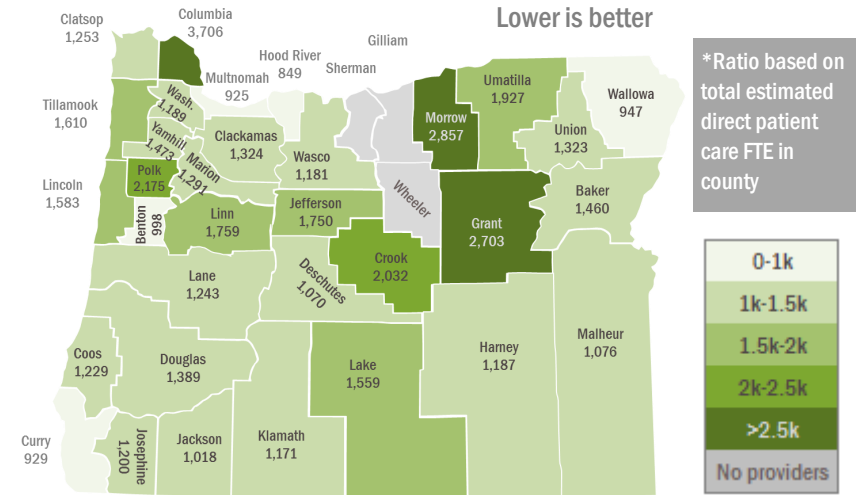 Lower is better
Clatsop
1,253
Columbia
3,706
Hood River
849
Gilliam
Sherman
Multnomah
925
Tillamook
1,610
Wash.
1,189
Yamhill
1,473
Marion
1,291
Clackamas
1,324
Wasco
1,181
Morrow
2,857
Umatilla
1,927
Union
1,323
Wallowa
947
Lincoln
1,583
Polk
2,175
Benton
998
Linn
1,759
Jefferson
1,750
Wheeler
Grant
2,703
Baker
1,460
Crook
2,032
Lane
1,243
Deschutes
1,070
Coos
1,229
Douglas
1,389
Lake
1,559
Harney
1,187
Malheur
1,076
Curry
929
Josephine
1,200
Jackson
1,018
Klamath
1,171
*Ratio based on
total estimated
direct patient
care FTE in
county
0-1k
1k-1.5k
1.5k-2k
2k-2.5k
>2.5k
No providers